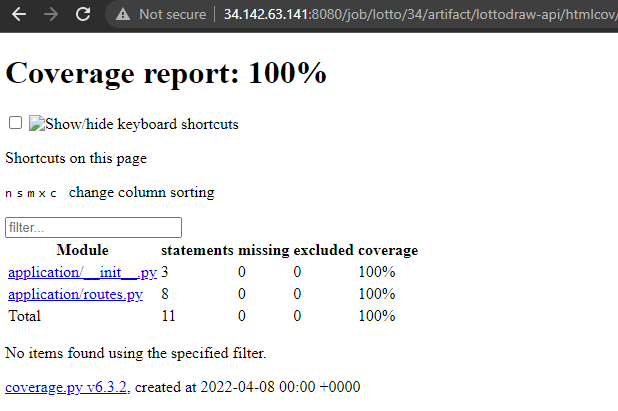 Not secure | 34.142.63.141:8080/job/lotto/34/artifact/lottodraw-api/htmlcov/
Coverage report: 100%
Show/hide keyboard shortcuts
Shortcuts on this page
n s m x c change column sorting
filter...
Module statements missing excluded coverage
application/__init__.py 3 0 0 100%
application/routes.py 8 0 0 100%
Total 11 0 0 100%
No items found using the specified filter.
coverage.py v6.3.2, created at 2022-04-08 00:00 +0000